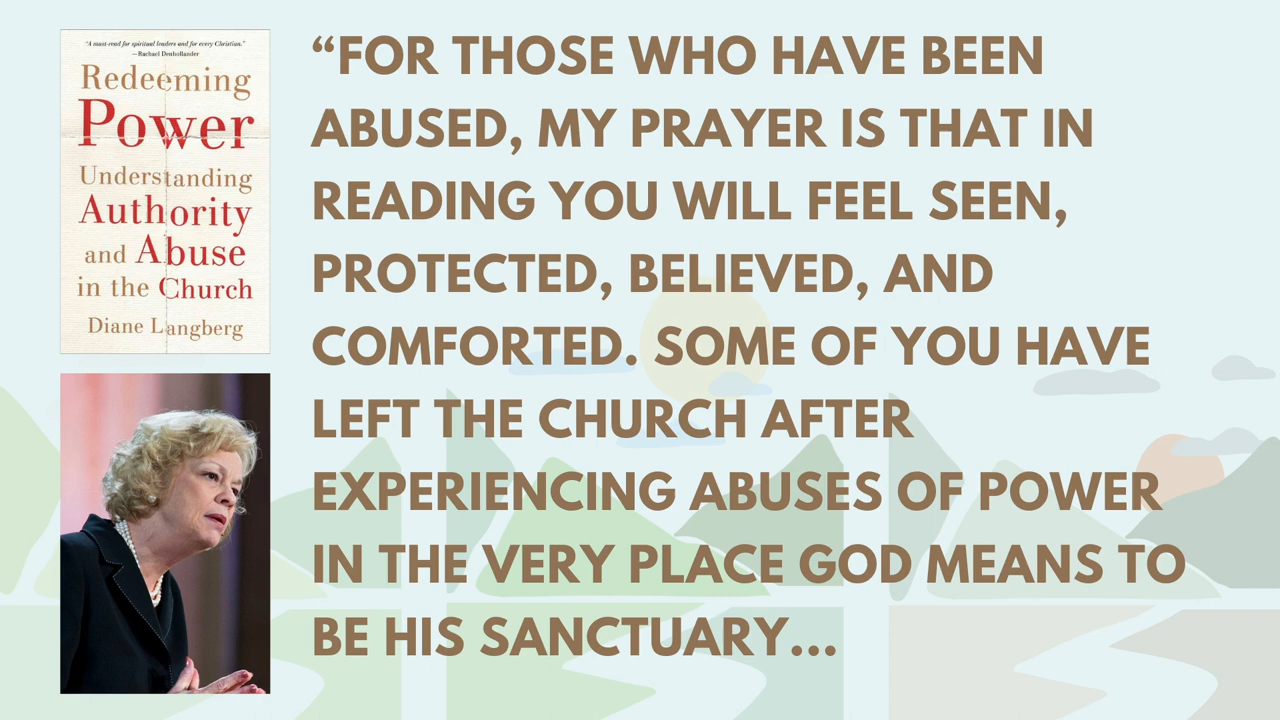 "A must-read for spiritual leaders and for every Christian."
—Rachael Denhollander
Redeeming
Power
Understanding
Authority
and Abuse
in the Church
Diane Langberg
“FOR THOSE WHO HAVE BEEN
ABUSED, MY PRAYER IS THAT IN
READING YOU WILL FEEL SEEN,
PROTECTED, BELIEVED, AND
COMFORTED. SOME OF YOU HAVE
LEFT THE CHURCH AFTER
EXPERIENCING ABUSES OF POWER
IN THE VERY PLACE GOD MEANS TO
BE HIS SANCTUARY...